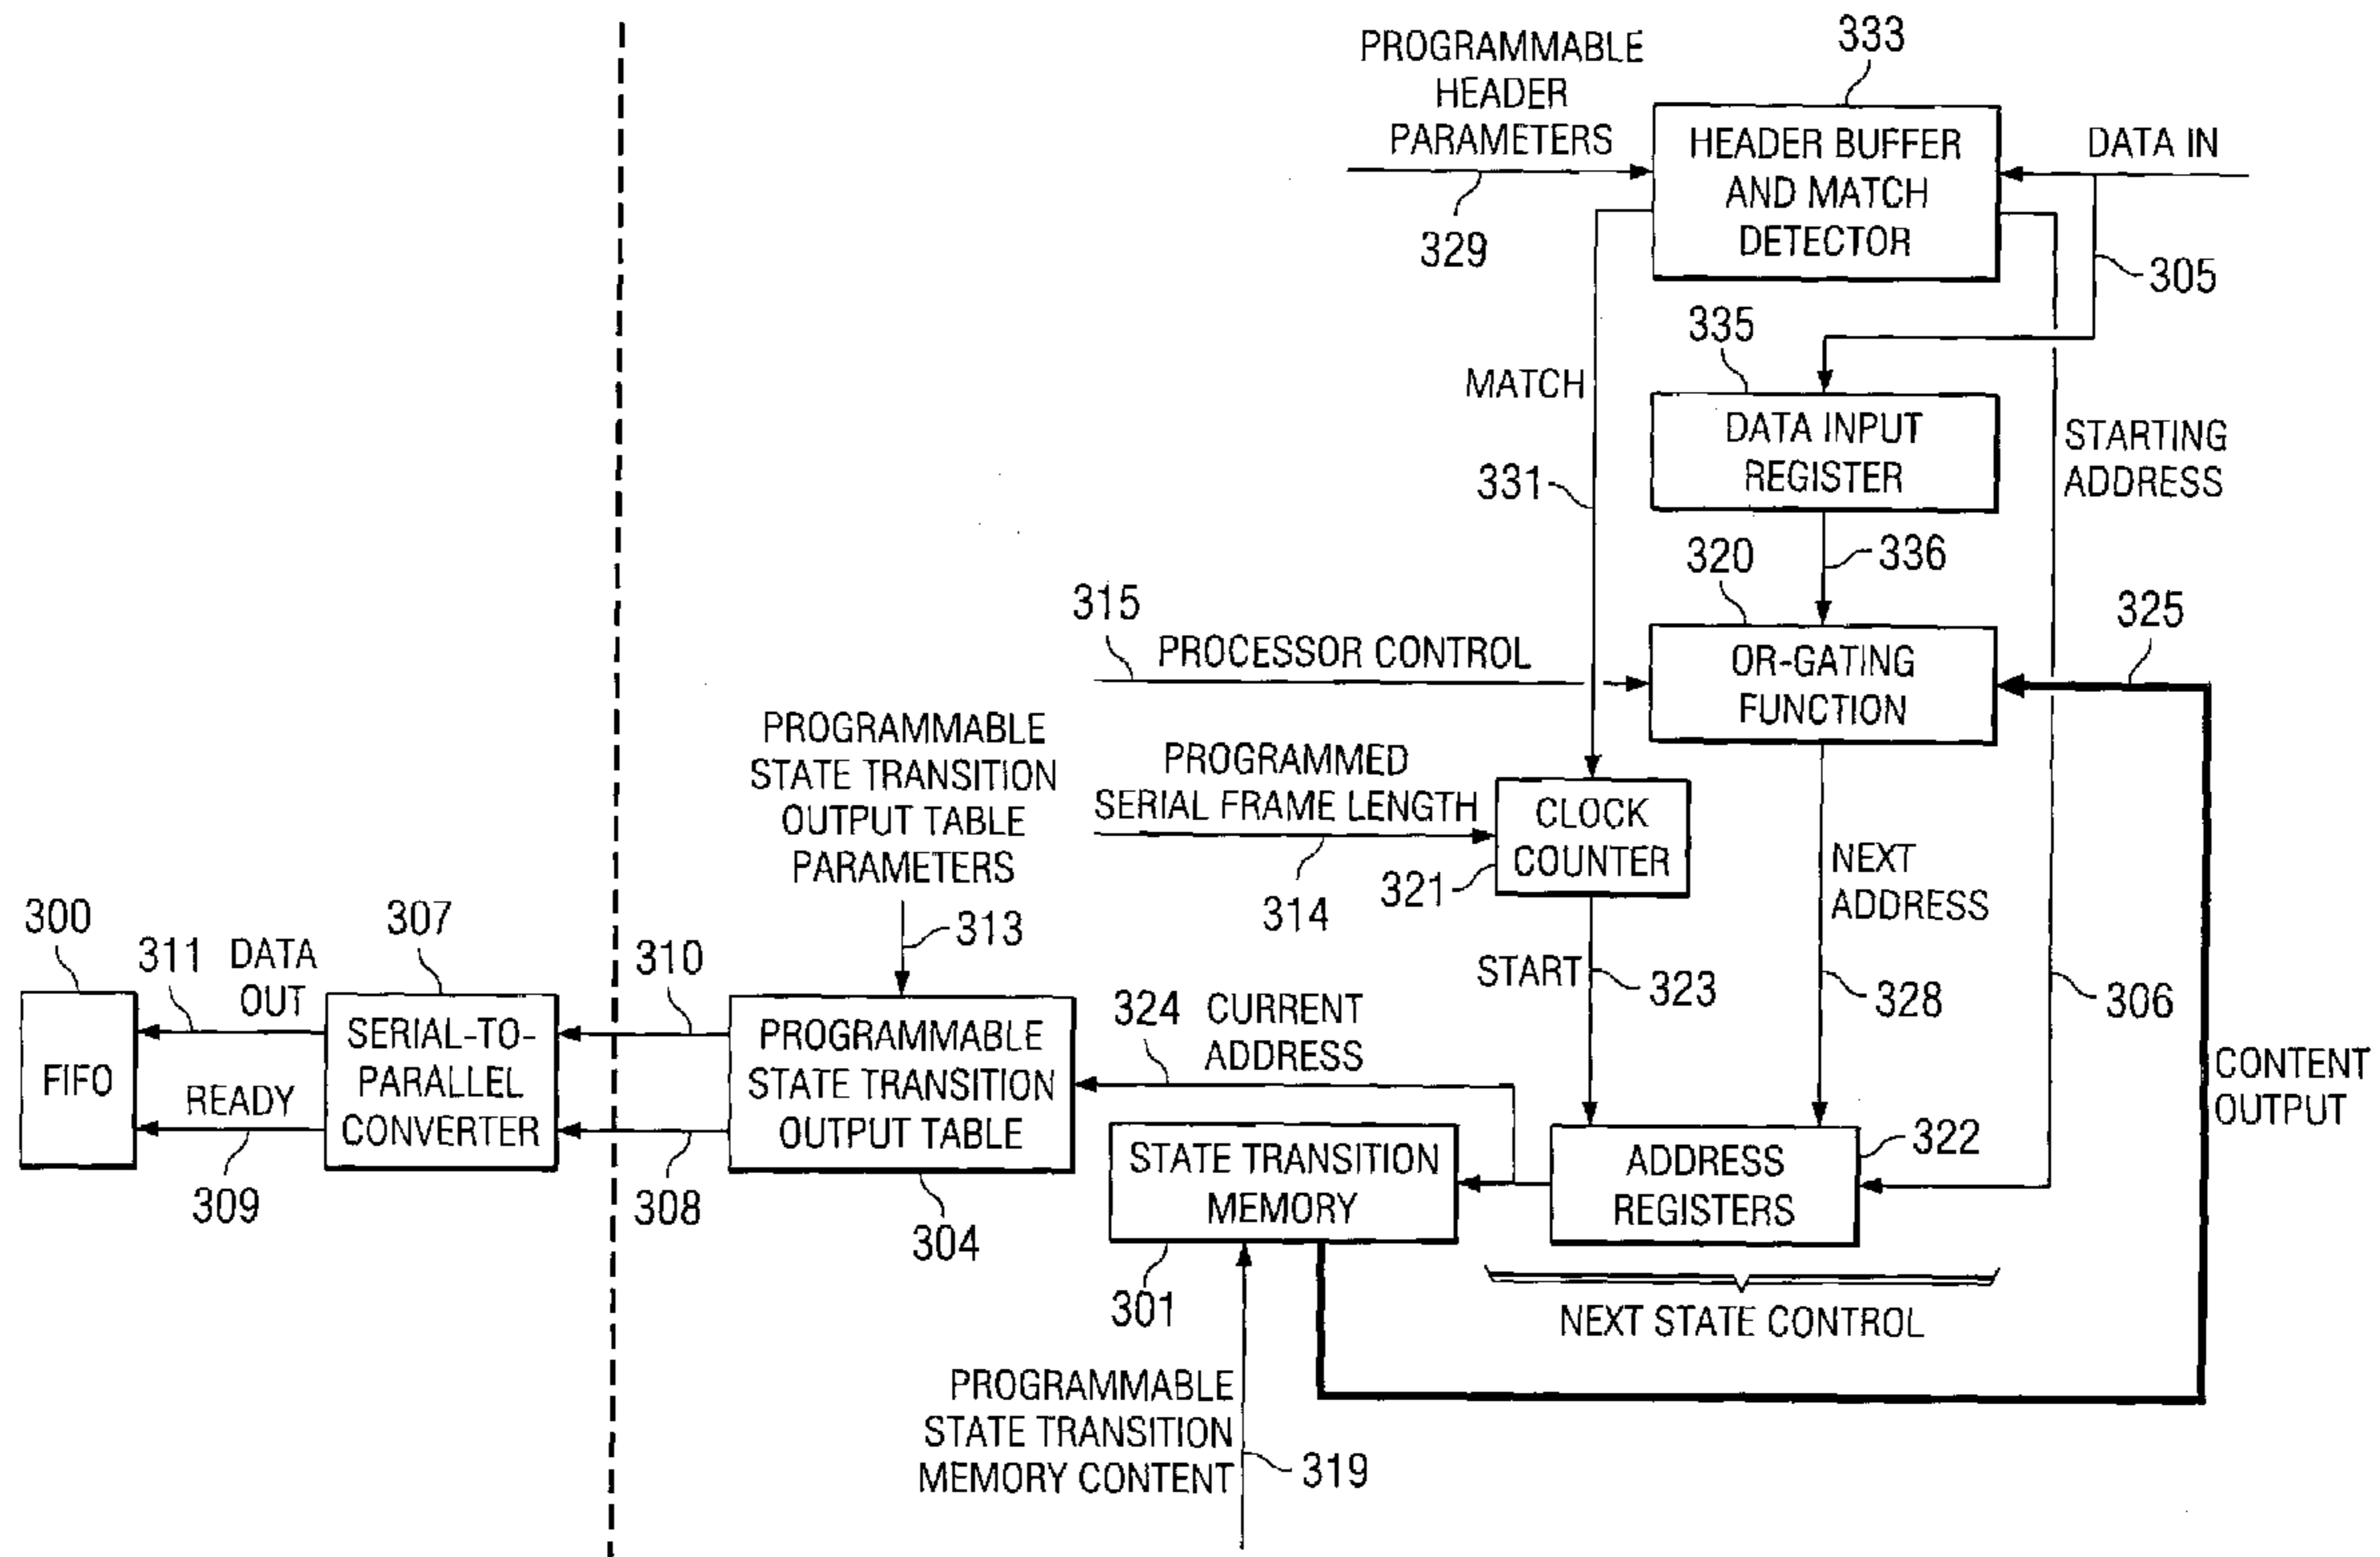 PROGRAMMABLE
HEADER
PARAMETERS
329
333
HEADER BUFFER
AND MATCH
DETECTOR
DATA IN
305
335
MATCH
331
DATA INPUT
REGISTER
STARTING
ADDRESS
336
320
315
PROCESSOR CONTROL
OR-GATING
FUNCTION
325
PROGRAMMABLE
STATE TRANSITION
OUTPUT TABLE
PARAMETERS
313
PROGRAMMED
SERIAL FRAME LENGTH
314
CLOCK
COUNTER
321
NEXT
ADDRESS
START
323
328
306
300
311
DATA
OUT
307
310
FIFO
READY
309
SERIAL-TO-
PARALLEL
CONVERTER
308
PROGRAMMABLE
STATE TRANSITION
OUTPUT TABLE
304
324
CURRENT
ADDRESS
STATE TRANSITION
MEMORY
301
ADDRESS
REGISTERS
322
CONTENT
OUTPUT
NEXT STATE CONTROL
PROGRAMMABLE
STATE TRANSITION
MEMORY CONTENT
319